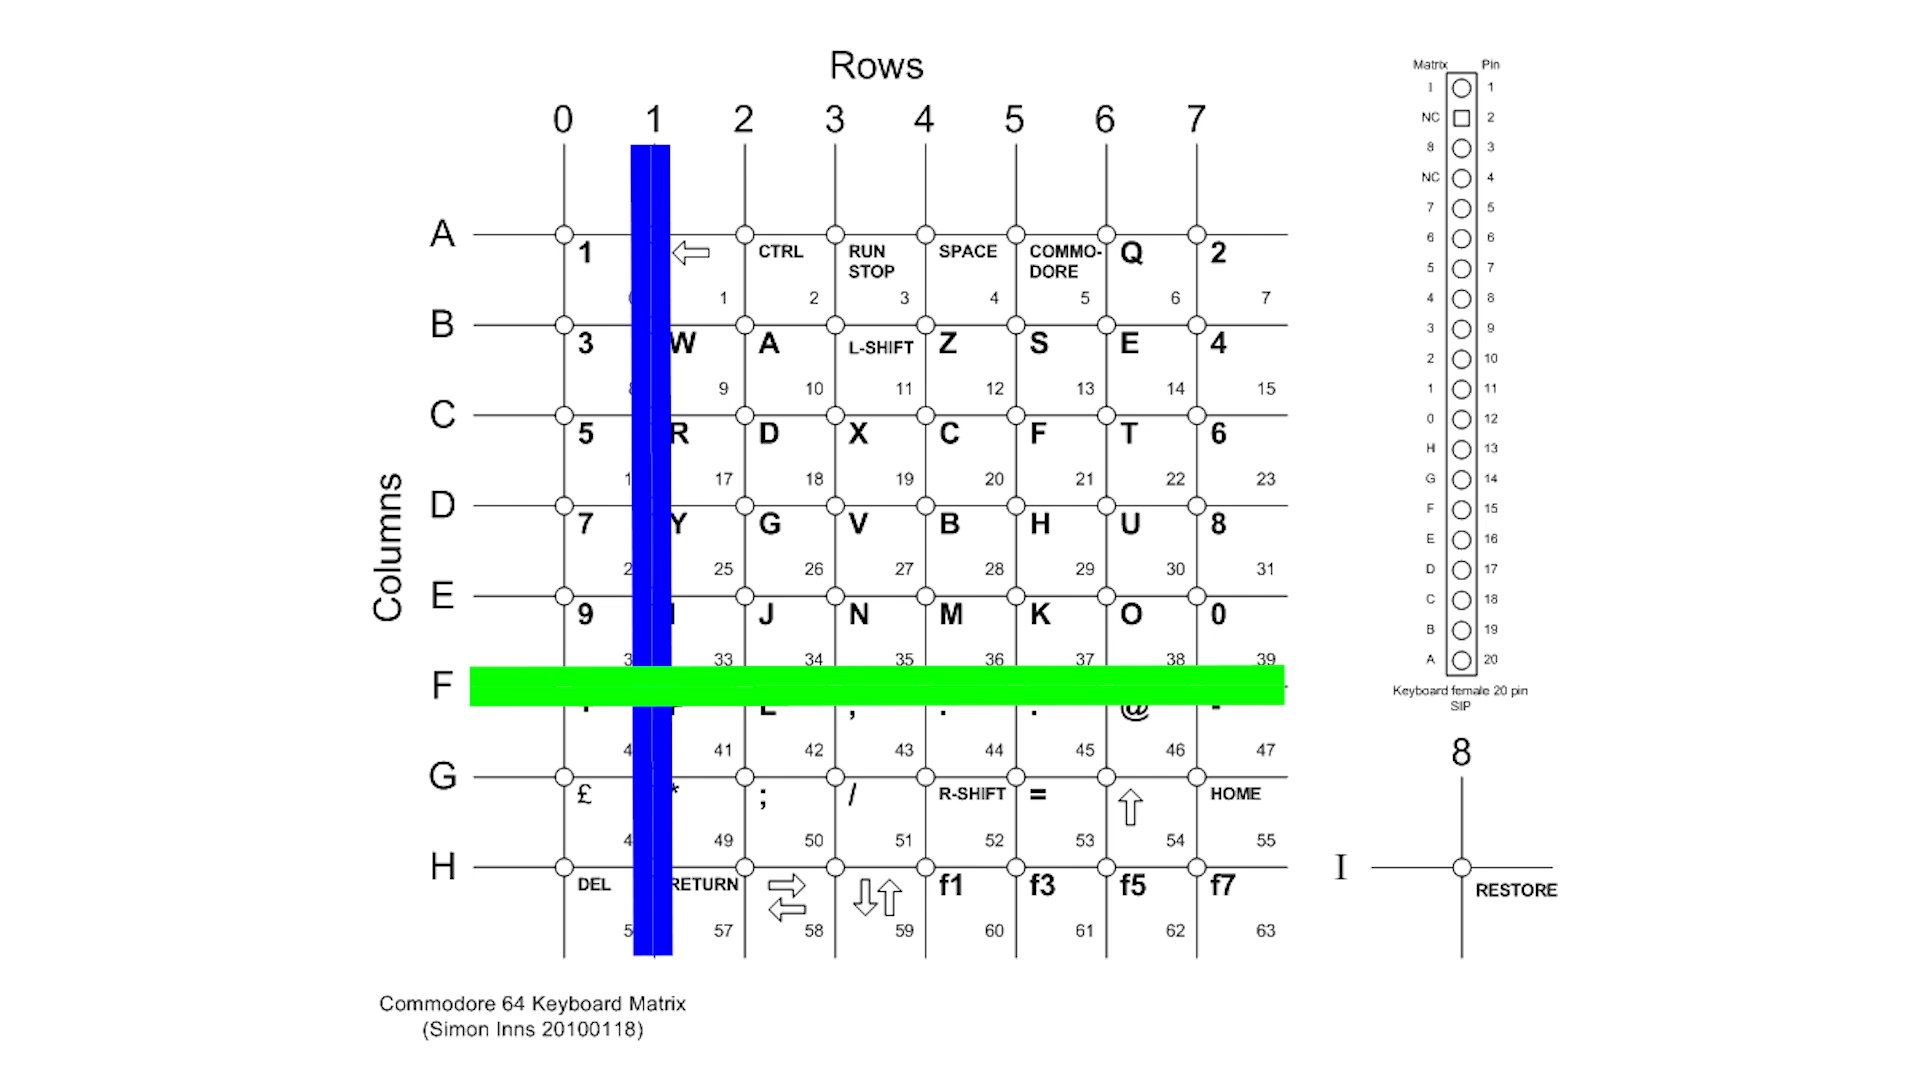 Rows
0 1 2 3 4 5 6 7
Columns
A
1 CTRL RUN STOP SPACE COMMO-DORE Q 2
1 2 3 4 5 6 7
B
3 W A L-SHIFT Z S E 4
9 10 11 12 13 14 15
C
5 R D X C F T 6
17 18 19 20 21 22 23
D
7 Y G V B H U 8
25 26 27 28 29 30 31
E
9 J N M K O 0
33 34 35 36 37 38 39
F
L , . @ -
41 42 43 44 45 46 47
G
£ * ; / R-SHIFT = HOME
49 50 51 52 53 54 55
H
DEL RETURN f1 f3 f5 f7
57 58 59 60 61 62 63
Commodore 64 Keyboard Matrix
(Simon Inns 20100118)
Matrix Pin
I 1
NC 2
8 3
NC 4
7 5
6 6
5 7
4 8
3 9
2 10
1 11
0 12
H 13
G 14
F 15
E 16
D 17
C 18
B 19
A 20
Keyboard female 20 pin
SIP
8
I
RESTORE